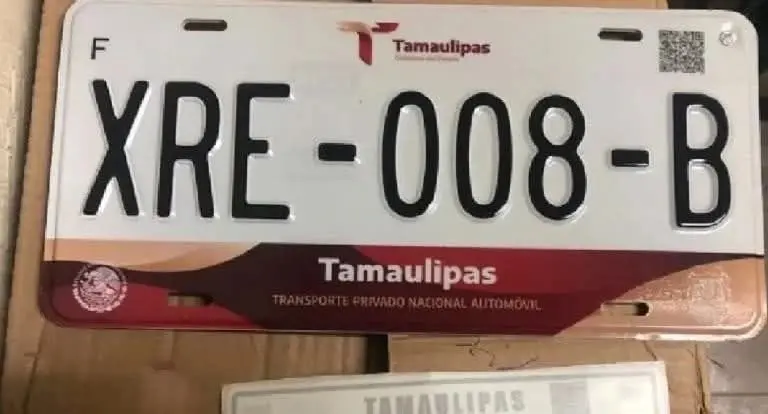 F
Tamaulipas
XRE-008-B
Tamaulipas
TRANSPORTE PRIVADO NACIONAL AUTOMÓVIL
TAMAULIPAS